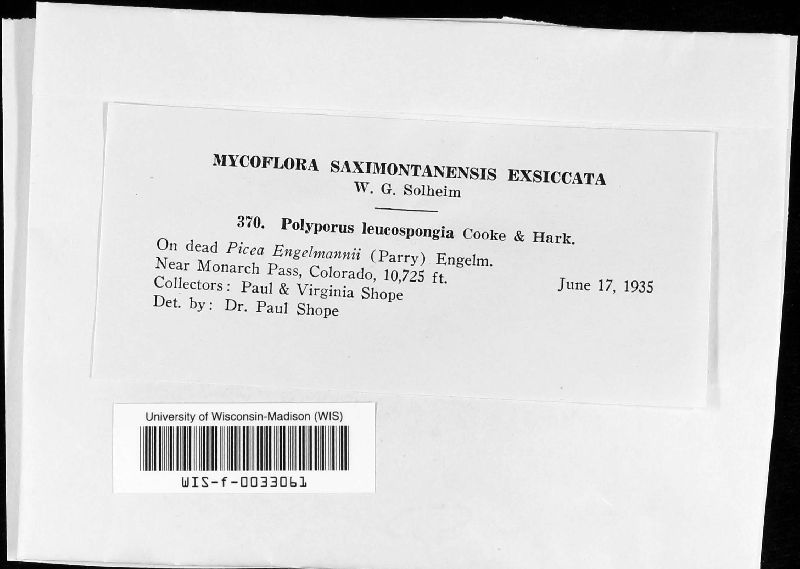 MYCOFLORA SAXIMONTANENSIS EXSICCATA
W. G. Solheim
370. Polyporus leucospongia Cooke & Hark.
On dead Picea Engelmannii (Parry) Engelm.
Near Monarch Pass, Colorado, 10,725 ft. June 17, 1935
Collectors: Paul & Virginia Shope
Det. by: Dr. Paul Shope
University of Wisconsin-Madison (WIS)
WIS-f-0033061